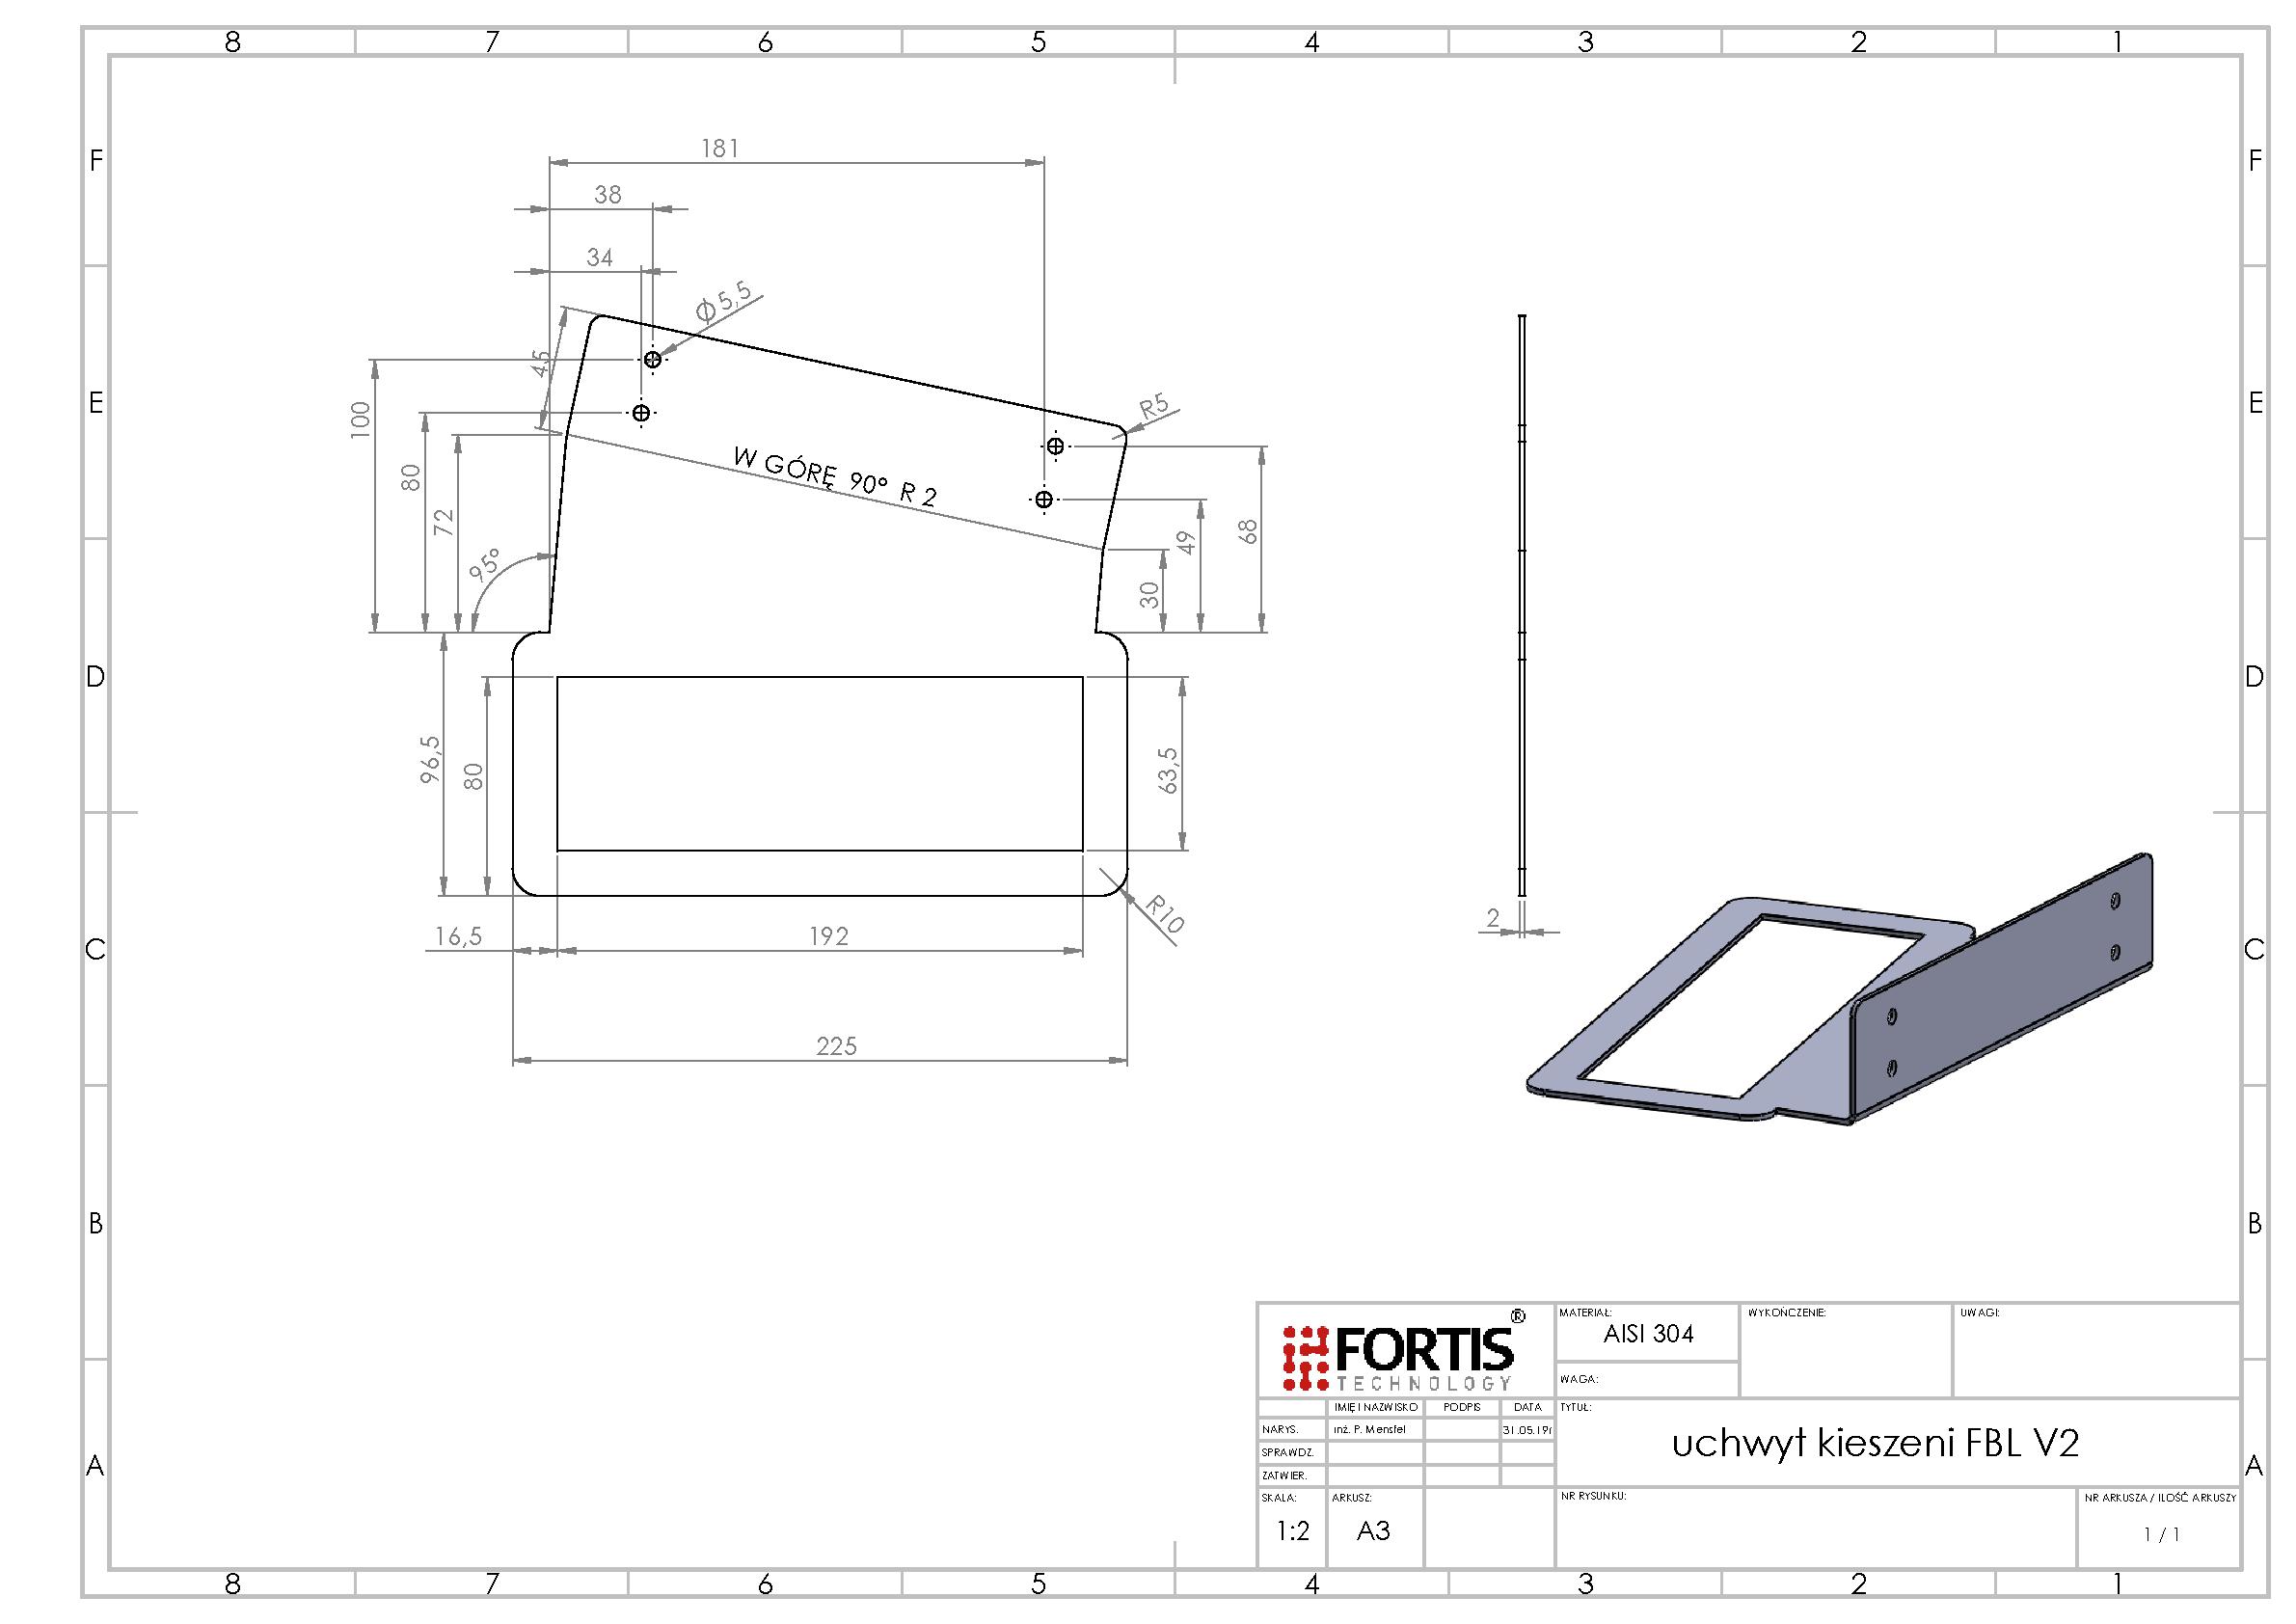 8 7 6 5 4 3 2 1
F F
181
38
34
Ø5,5
45
E E
R5
100
80
72
W GÓRĘ 90° R 2
49
68
95°
30
D D
96,5
80
63,5
C C
16,5
192
R10
2
225
B B
FORTIS®
TECHNOLOGY
MATERIAŁ:
AISI 304
WYKOŃCZENIE:
UWAGI:
WAGA:
IMIĘ I NAZWISKO PODPIS DATA
TYTUŁ:
NARYS. inż. P. Mensfel 31.05.19r
SPRAWDZ.
ZATWIER.
uchwyt kieszeni FBL V2
A A
SKALA:
1:2
ARKUSZ:
A3
NR RYSUNKU:
NR ARKUSZA / ILOŚĆ ARKUSZY
1 / 1
8 7 6 5 4 3 2 1